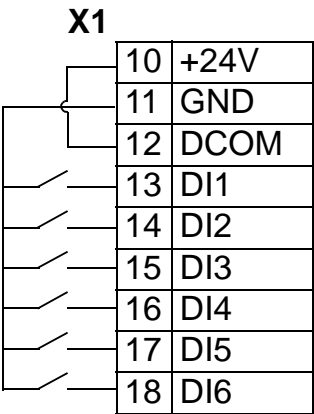 X1
10 +24V
11 GND
12 DCOM
13 DI1
14 DI2
15 DI3
16 DI4
17 DI5
18 DI6